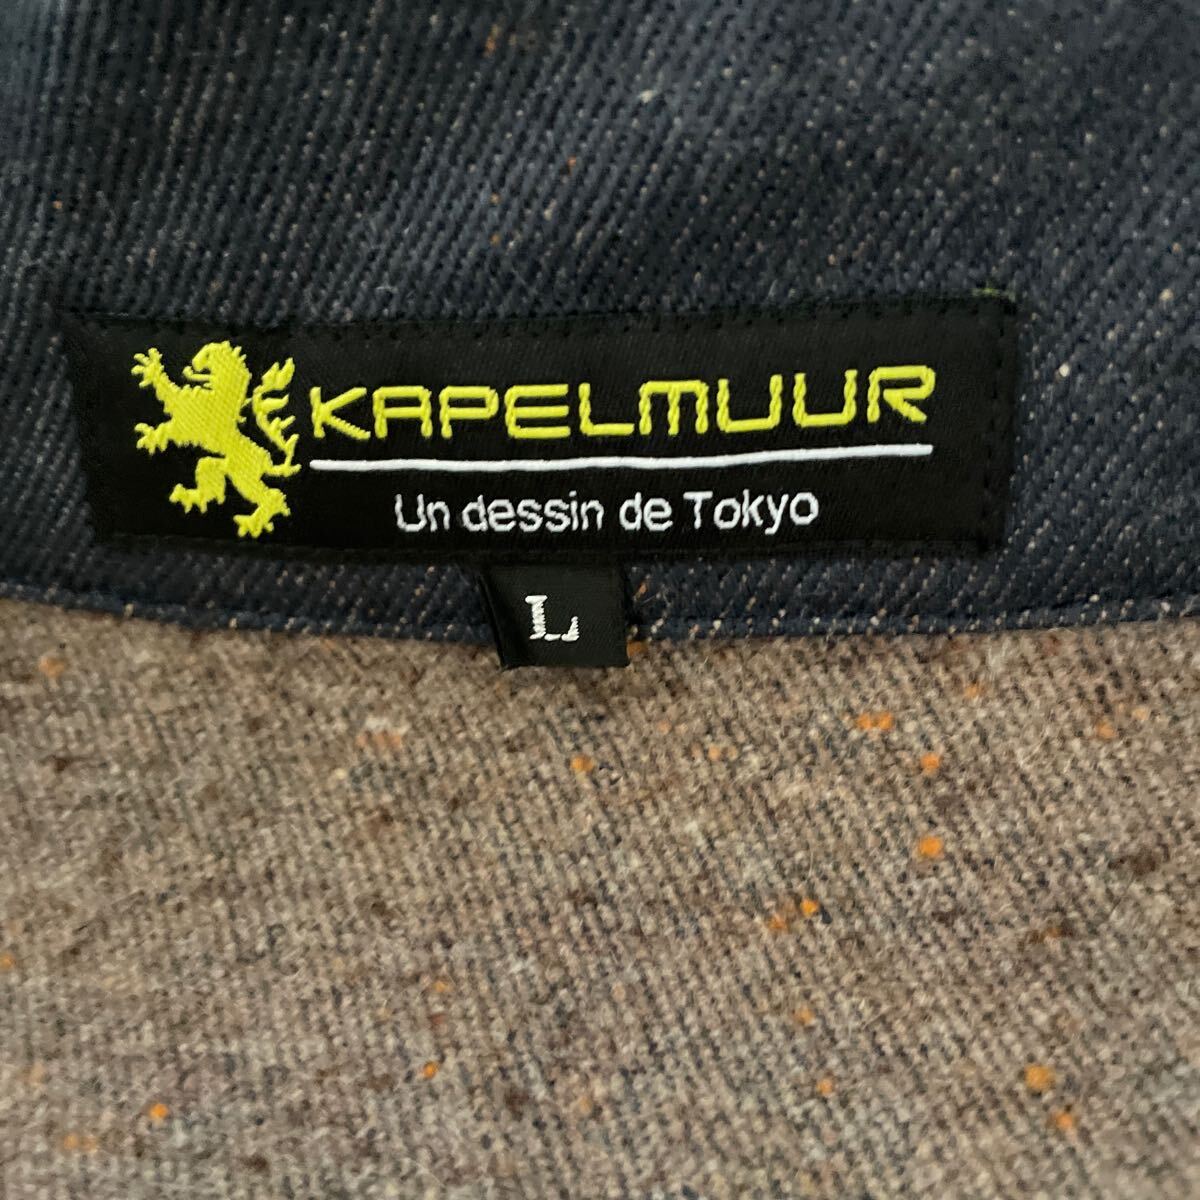 KAPELMUUR
Un dessin de Tokyo
L